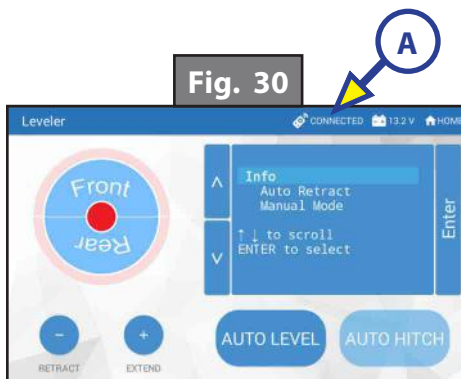 A
Fig. 30
Leveler
CONNECTED 13.2 V HOME
Front
Rear
Info
Auto Retract
Manual Mode
↑ ↓ to scroll
ENTER to select
Enter
RETRACT
EXTEND
AUTO LEVEL
AUTO HITCH